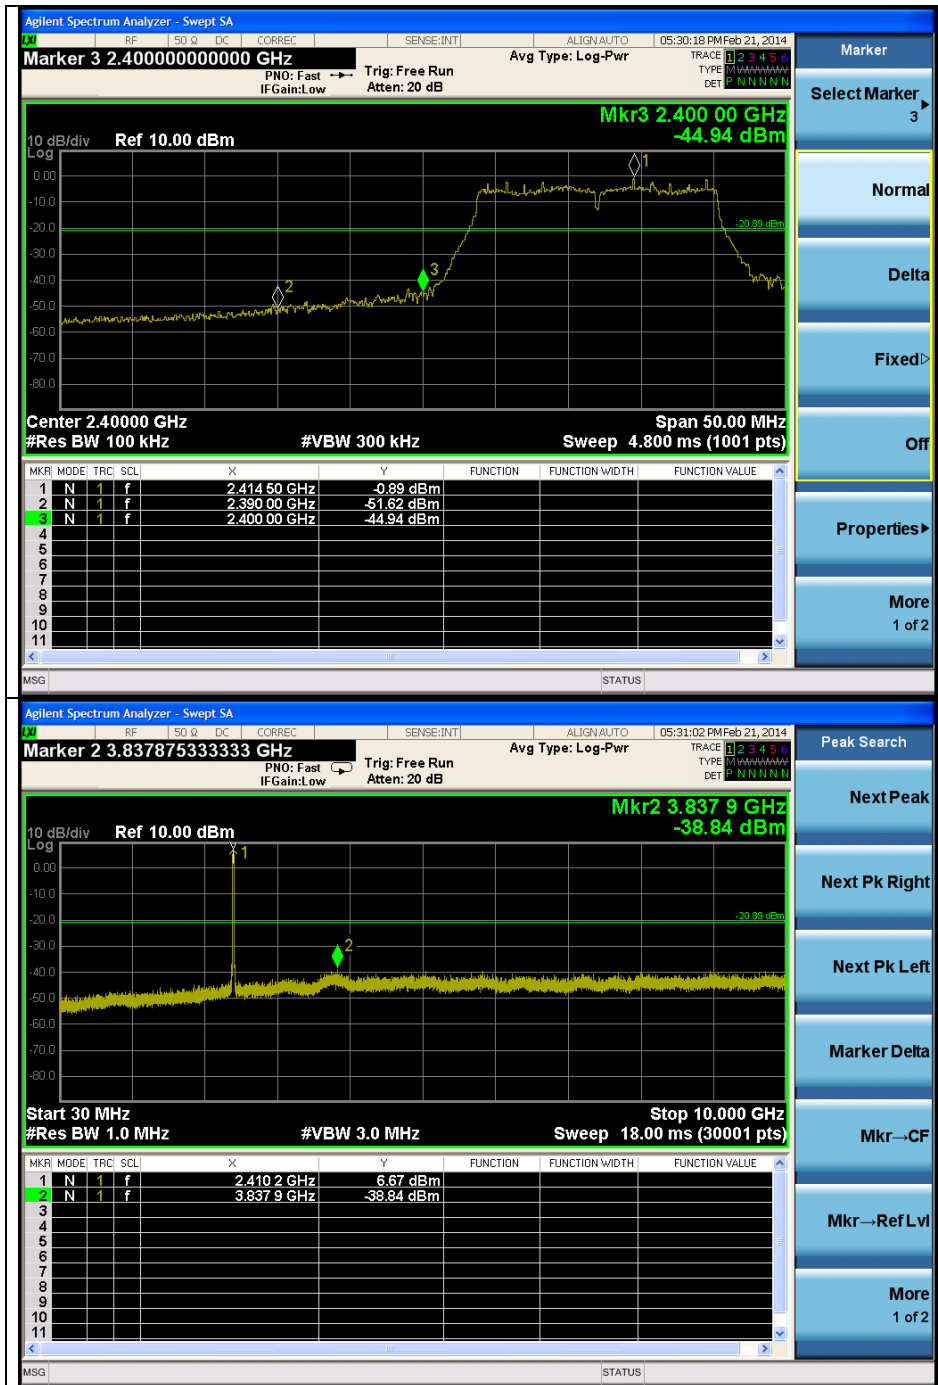 Agilent Spectrum Analyzer - Swept SA
LXI RF 50 Ω DC CORREC SENSE:INT ALIGN AUTO 05:30:18 PM Feb 21, 2014
Marker 3 2.400000000000 GHz
PNO: Fast
IFGain:Low
Trig: Free Run
Atten: 20 dB
Avg Type: Log-Pwr
TRACE 1 2 3 4 5 6
TYPE M W W W W W
DET P N N N N N
Mkr3 2.400 00 GHz
-44.94 dBm
10 dB/div Ref 10.00 dBm
Log
0.00
-10.0
-20.0
-30.0
-40.0
-50.0
-60.0
-70.0
-80.0
1
2
3
-20.89 dBm
Center 2.40000 GHz Span 50.00 MHz
#Res BW 100 kHz #VBW 300 kHz Sweep 4.800 ms (1001 pts)
MKR MODE TRC SCL X Y FUNCTION FUNCTION WIDTH FUNCTION VALUE
1 N 1 f 2.414 50 GHz -0.89 dBm
2 N 1 f 2.390 00 GHz -51.62 dBm
3 N 1 f 2.400 00 GHz -44.94 dBm
4
5
6
7
8
9
10
11
MSG STATUS
Marker
Select Marker
3
Normal
Delta
Fixed
Off
Properties
More
1 of 2
Agilent Spectrum Analyzer - Swept SA
LXI RF 50 Ω DC CORREC SENSE:INT ALIGN AUTO 05:31:02 PM Feb 21, 2014
Marker 2 3.837875333333 GHz
PNO: Fast
IFGain:Low
Trig: Free Run
Atten: 20 dB
Avg Type: Log-Pwr
TRACE 1 2 3 4 5 6
TYPE M W W W W W
DET P N N N N N
Mkr2 3.837 9 GHz
-38.84 dBm
10 dB/div Ref 10.00 dBm
Log
0.00
-10.0
-20.0
-30.0
-40.0
-50.0
-60.0
-70.0
-80.0
1
2
-20.89 dBm
Start 30 MHz Stop 10.000 GHz
#Res BW 1.0 MHz #VBW 3.0 MHz Sweep 18.00 ms (30001 pts)
MKR MODE TRC SCL X Y FUNCTION FUNCTION WIDTH FUNCTION VALUE
1 N 1 f 2.410 2 GHz 6.67 dBm
2 N 1 f 3.837 9 GHz -38.84 dBm
3
4
5
6
7
8
9
10
11
MSG STATUS
Peak Search
Next Peak
Next Pk Right
Next Pk Left
Marker Delta
Mkr→CF
Mkr→Ref Lvl
More
1 of 2